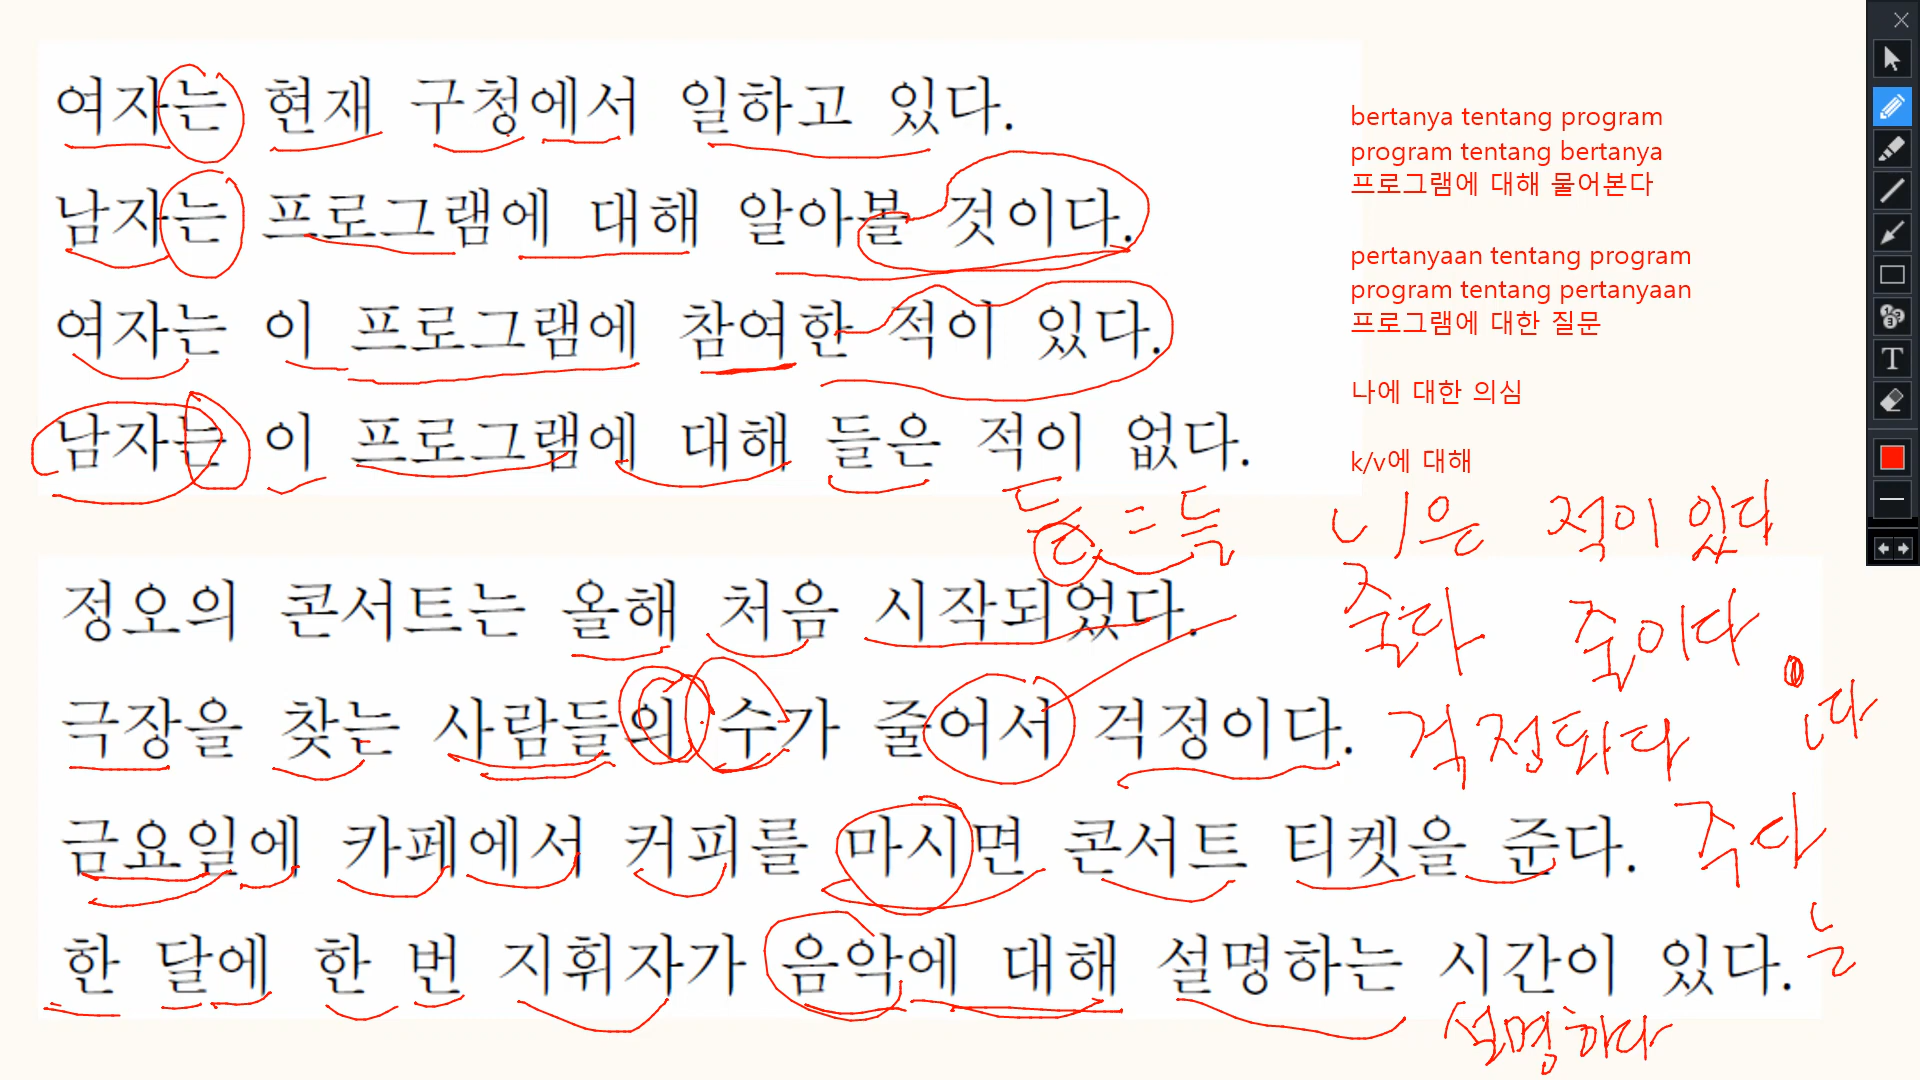 여자는 현재 구청에서 일하고 있다.
남자는 프로그램에 대해 알아볼 것이다.
여자는 이 프로그램에 참여한 적이 있다.
남자는 이 프로그램에 대해 들은 적이 없다.
bertanya tentang program
program tentang bertanya
프로그램에 대해 물어본다
pertanyaan tentang program
program tentang pertanyaan
프로그램에 대한 질문
나에 대한 의심
k/v에 대해
적이 있다
정오의 콘서트는 올해 처음 시작되었다.
극장을 찾는 사람들의 수가 줄어서 걱정이다.
금요일에 카페에서 커피를 마시면 콘서트 티켓을 준다.
한 달에 한 번 지휘자가 음악에 대해 설명하는 시간이 있다.
줄다 줄이다
주다
는
설명하다
T